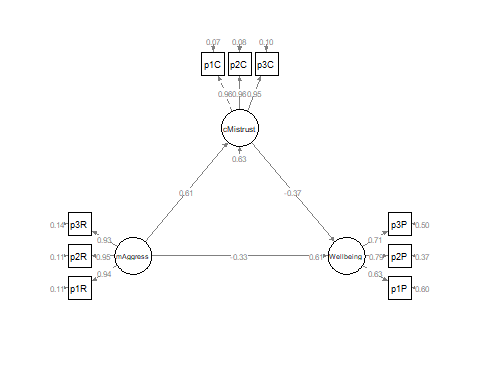 0.07 0.08 0.10
p1C p2C p3C
0.96 0.96 0.95
cMistrust
0.63
0.61 -0.37
p3R p3P
0.14 0.50
0.93 0.71
p2R mAggress -0.33 Wellbeing p2P
0.11 0.95 0.61 0.79 0.37
0.94 0.63
p1R p1P
0.11 0.60